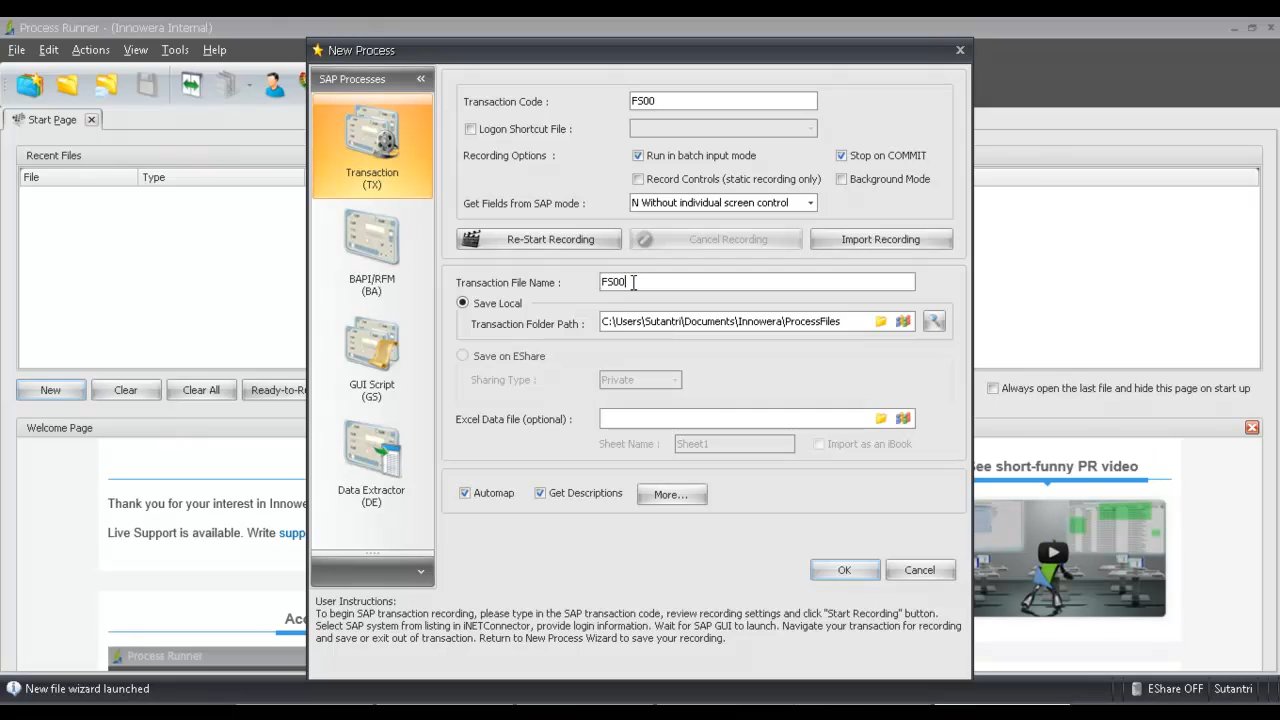 Process Runner - (Innowera Internal)
File Edit Actions View Tools Help
Start Page
Recent Files
File Type
New Clear Clear All
Always open the last file and hide this page on start up
Welcome Page
Thank you for your interest in
Live Support is available. Write
See short-funny PR video
Process Runner
New Process
SAP Processes «
Transaction
(TX)
BAPI/RFM
(BA)
GUI Script
(GS)
Data Extractor
(DE)
Transaction Code : FS00
Logon Shortcut File :
Recording Options : Run in batch input mode Stop on COMMIT
Record Controls (static recording only) Background Mode
Get Fields from SAP mode : N Without individual screen control
Re-Start Recording Cancel Recording Import Recording
Transaction File Name : FS00
Save Local
Transaction Folder Path : C:\Users\Sutantri\Documents\Innowera\ProcessFiles
Save on EShare
Sharing Type : Private
Excel Data file (optional) :
Sheet Name : Sheet1 Import as an iBook
Automap Get Descriptions More...
OK Cancel
User Instructions:
To begin SAP transaction recording, please type in the SAP transaction code, review recording settings and click "Start Recording" button.
Select SAP system from listing in iNETConnector, provide login information. Wait for SAP GUI to launch. Navigate your transaction for recording
and save or exit out of transaction. Return to New Process Wizard to save your recording.
New file wizard launched EShare OFF Sutantri